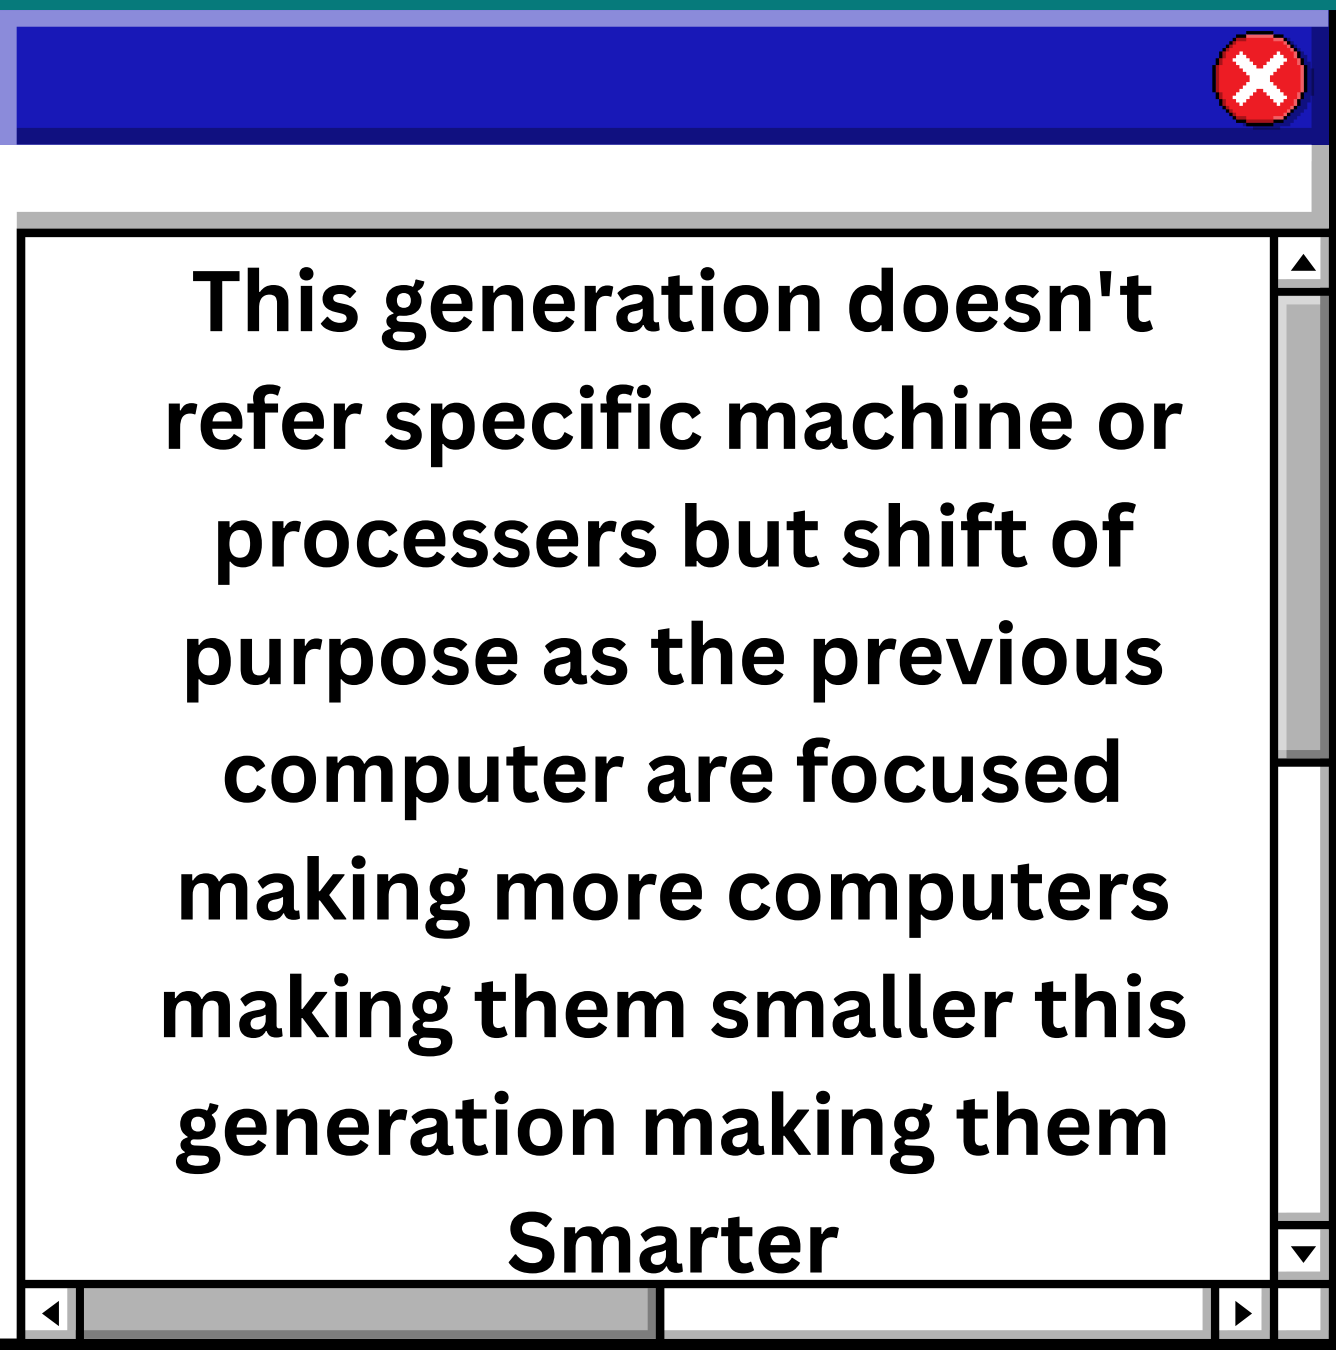 This generation doesn't
refer specific machine or
processers but shift of
purpose as the previous
computer are focused
making more computers
making them smaller this
generation making them
Smarter